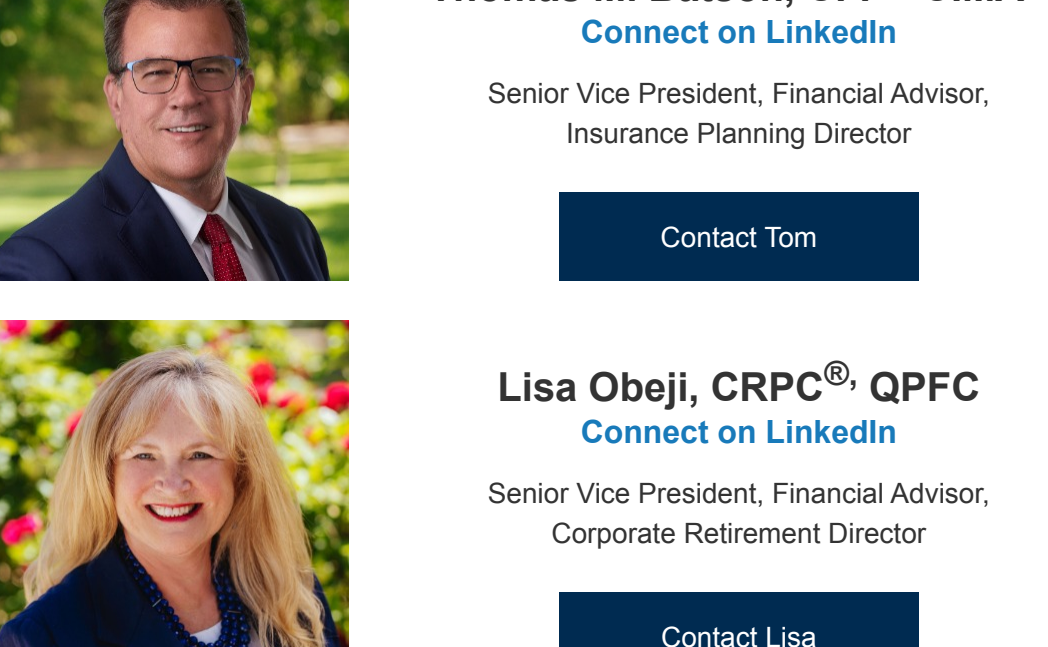 Connect on LinkedIn
Senior Vice President, Financial Advisor,
Insurance Planning Director
Contact Tom
Lisa Obeji, CRPC®, QPFC
Connect on LinkedIn
Senior Vice President, Financial Advisor,
Corporate Retirement Director
Contact Lisa